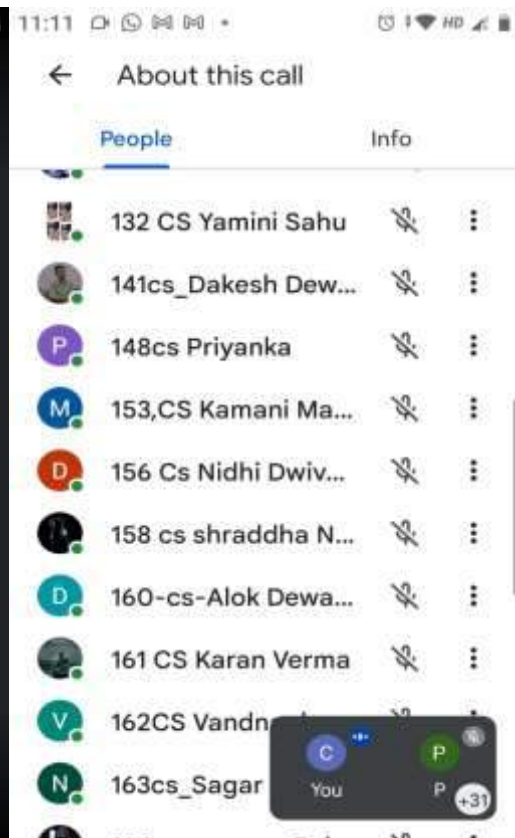 11:11 HD
About this call
People Info
132 CS Yamini Sahu
141cs_Dakesh Dew...
P 148cs Priyanka
M 153,CS Kamani Ma...
D 156 Cs Nidhi Dwiv...
158 cs shraddha N...
D 160-cs-Alok Dewa...
161 CS Karan Verma
V 162CS Vandn
N 163cs_Sagar
C P
You P +31